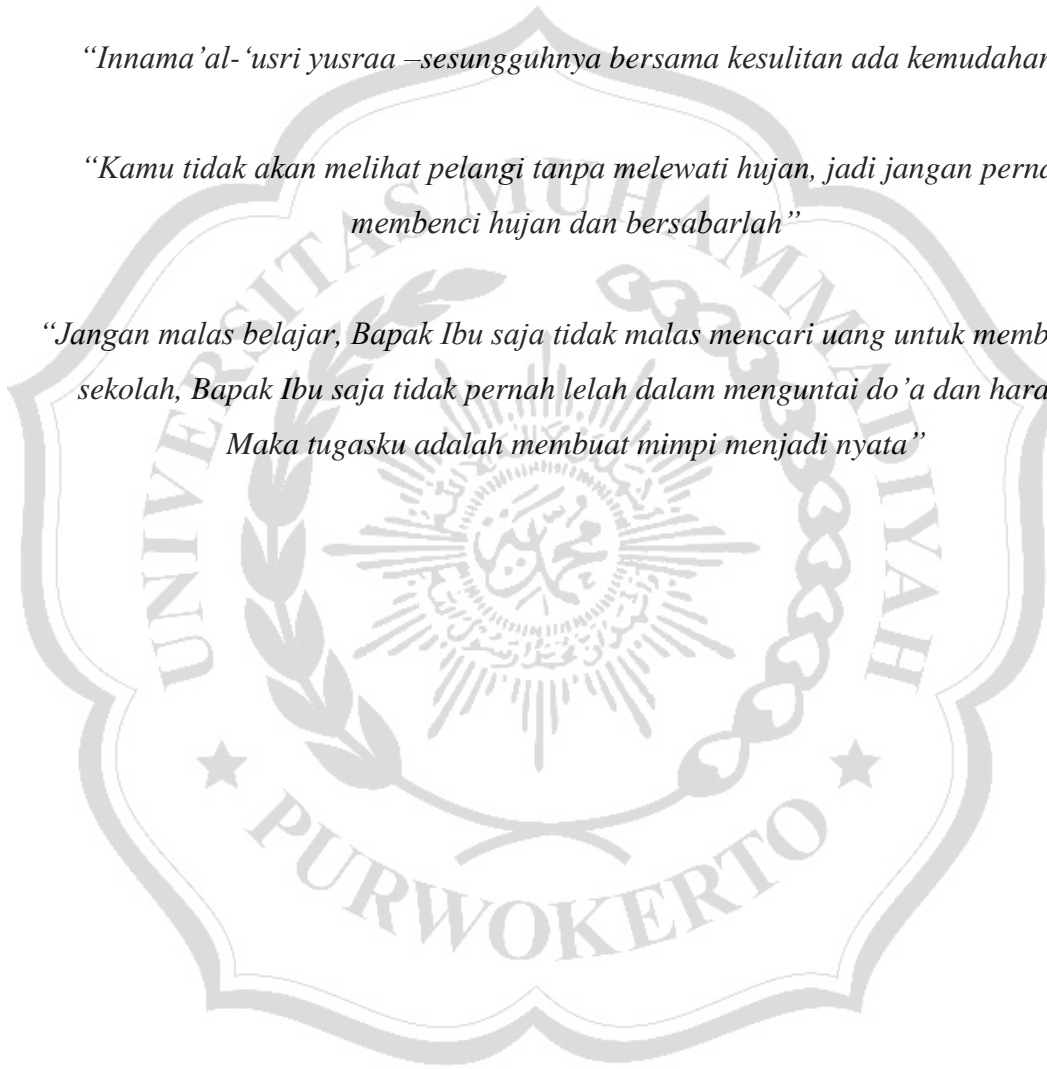 “Innama’al-‘usri yusraa –sesungguhnya bersama kesulitan ada kemudahan
“Kamu tidak akan melihat pelangi tanpa melewati hujan, jadi jangan
membenci hujan dan bersabarlah”
“Jangan malas belajar, Bapak Ibu saja tidak malas mencari uang untuk
sekolah, Bapak Ibu saja tidak pernah lelah dalam menguntai do’a dan
Maka tugasku adalah membuat mimpi menjadi nyata”
UNIVERSITAS MUHAMMADIYAH
PURWOKERTO